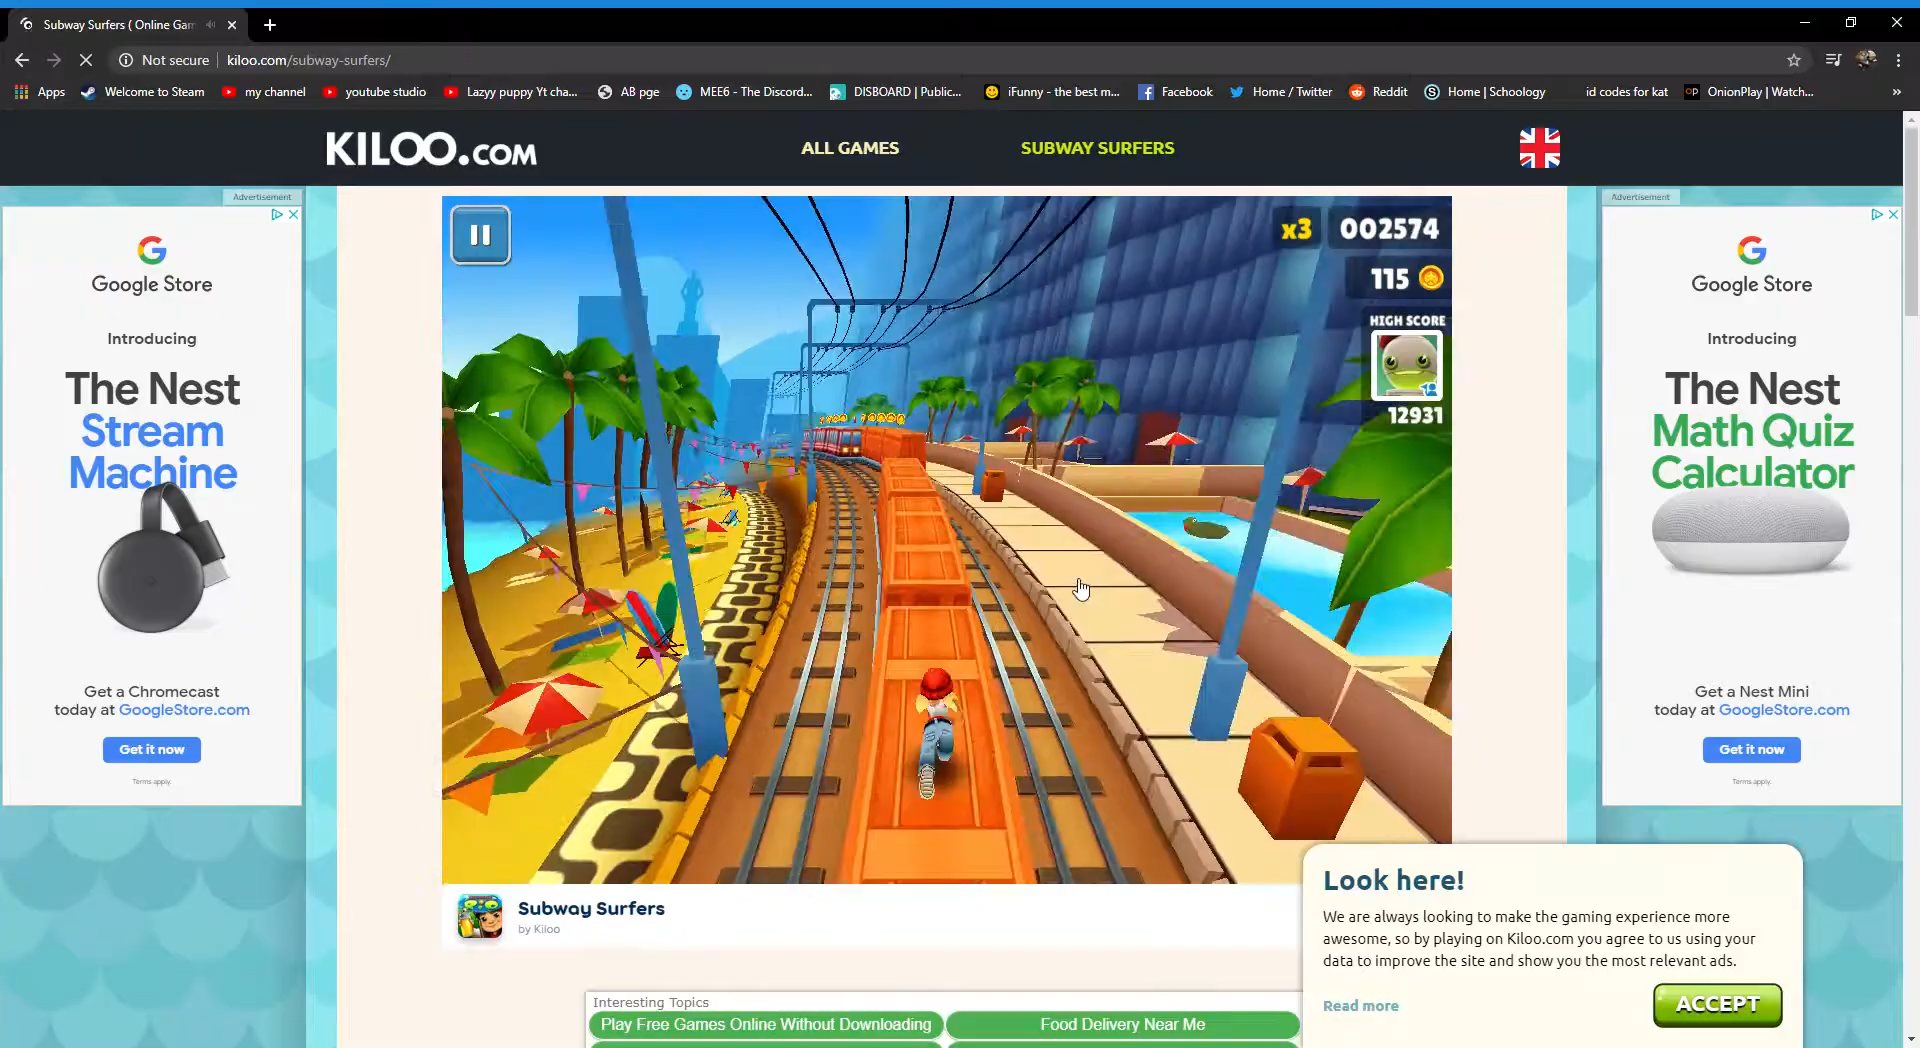 Subway Surfers ( Online Gam
Not secure
kiloo.com/subway-surfers/
Apps
Welcome to Steam
my channel
youtube studio
Lazyy puppy Yt cha...
AB pge
MEE6 - The Discord...
DISBOARD | Public...
iFunny - the best m...
Facebook
Home / Twitter
Reddit
Home | Schoology
id codes for kat
OP
OnionPlay | Watch...
KILOO.COM
ALL GAMES
SUBWAY SURFERS
Advertisement
Google Store
Introducing
The Nest
Stream
Machine
Get a Chromecast
today at GoogleStore.com
Get it now
Terms apply.
x3
002574
115
HIGH SCORE
12931
Advertisement
Google Store
Introducing
The Nest
Math Quiz
Calculator
Get a Nest Mini
today at GoogleStore.com
Get it now
Terms apply.
Subway Surfers
by Kiloo
Look here!
We are always looking to make the gaming experience more
awesome, so by playing on Kiloo.com you agree to us using your
data to improve the site and show you the most relevant ads.
Read more
ACCEPT
Interesting Topics
Play Free Games Online Without Downloading
Food Delivery Near Me